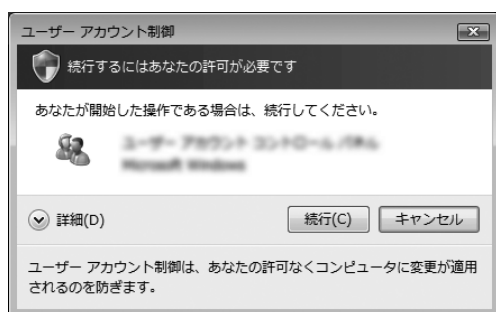 ユーザー アカウント制御
続行するにはあなたの許可が必要です
あなたが開始した操作である場合は、続行してください。
詳細(D)
続行(C)
キャンセル
ユーザー アカウント制御は、あなたの許可なくコンピュータに変更が適用
されるのを防ぎます。